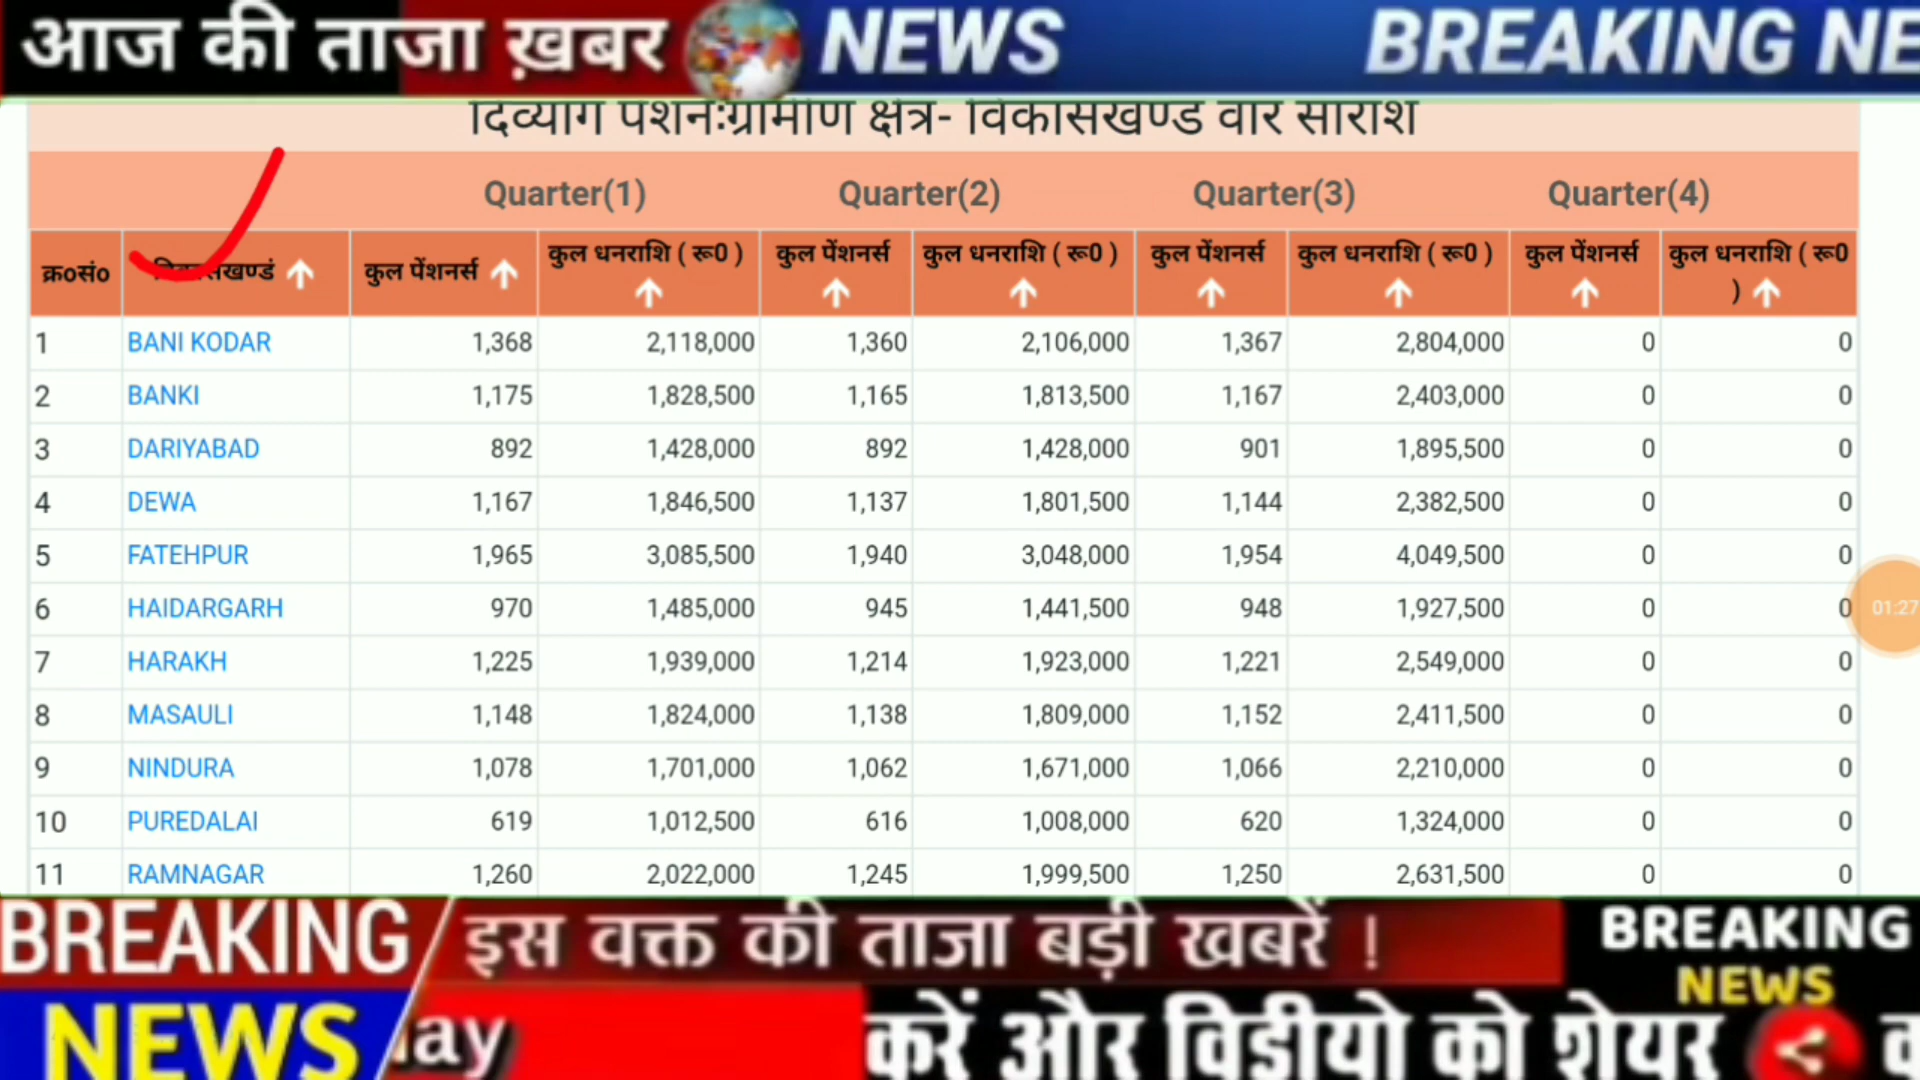 आज की ताजा ख़बर NEWS BREAKING NE
दिव्यांग पेंशनःग्रामीण क्षेत्र- विकासखण्ड वार सारांश
Quarter(1) Quarter(2) Quarter(3) Quarter(4)
क्र०सं० विकासखण्डं कुल पेंशनर्स कुल धनराशि ( रू0 ) कुल पेंशनर्स कुल धनराशि ( रू0 ) कुल पेंशनर्स कुल धनराशि ( रू0 ) कुल पेंशनर्स कुल धनराशि ( रू0 )
1 BANI KODAR 1,368 2,118,000 1,360 2,106,000 1,367 2,804,000 0 0
2 BANKI 1,175 1,828,500 1,165 1,813,500 1,167 2,403,000 0 0
3 DARIYABAD 892 1,428,000 892 1,428,000 901 1,895,500 0 0
4 DEWA 1,167 1,846,500 1,137 1,801,500 1,144 2,382,500 0 0
5 FATEHPUR 1,965 3,085,500 1,940 3,048,000 1,954 4,049,500 0 0
6 HAIDARGARH 970 1,485,000 945 1,441,500 948 1,927,500 0 0
01:27
7 HARAKH 1,225 1,939,000 1,214 1,923,000 1,221 2,549,000 0 0
8 MASAULI 1,148 1,824,000 1,138 1,809,000 1,152 2,411,500 0 0
9 NINDURA 1,078 1,701,000 1,062 1,671,000 1,066 2,210,000 0 0
10 PUREDALAI 619 1,012,500 616 1,008,000 620 1,324,000 0 0
11 RAMNAGAR 1,260 2,022,000 1,245 1,999,500 1,250 2,631,500 0 0
BREAKING NEWS
इस वक्त की ताजा बड़ी खबरें !
BREAKING NEWS
करें और विडीयो को शेयर